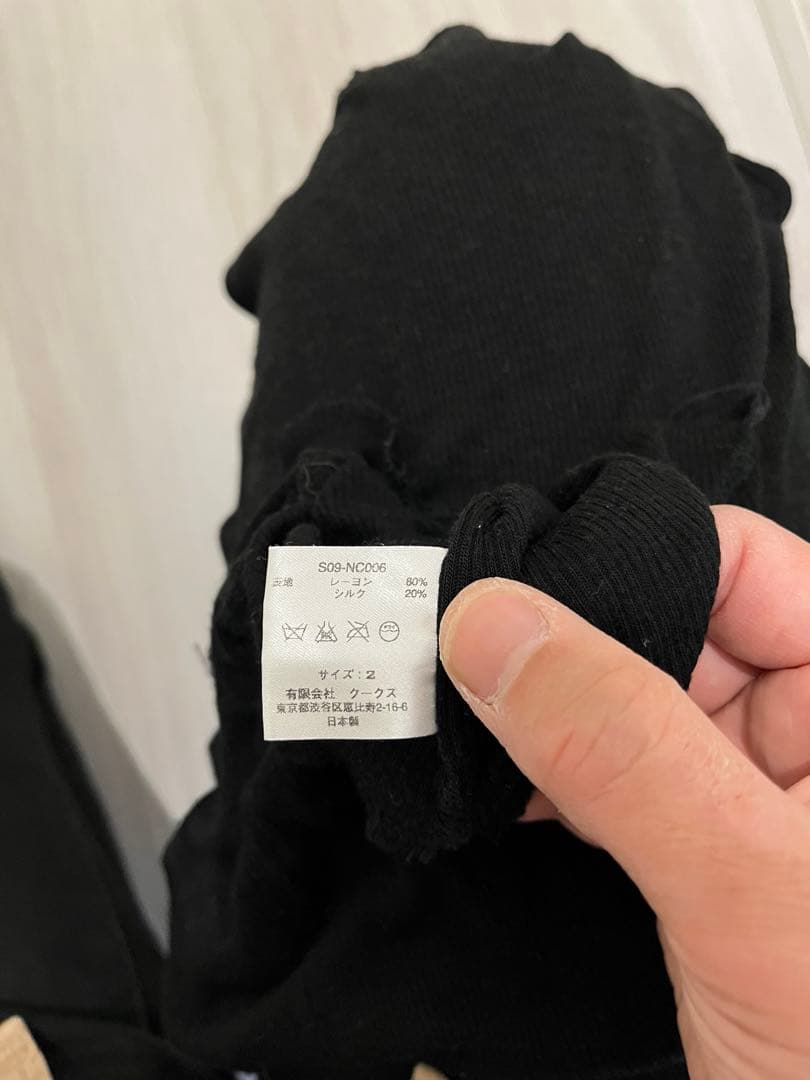 S09-NC006
表地 レーヨン 80%
シルク 20%
サイズ:2
有限会社 クークス
東京都渋谷区恵比寿2-16-6
日本製